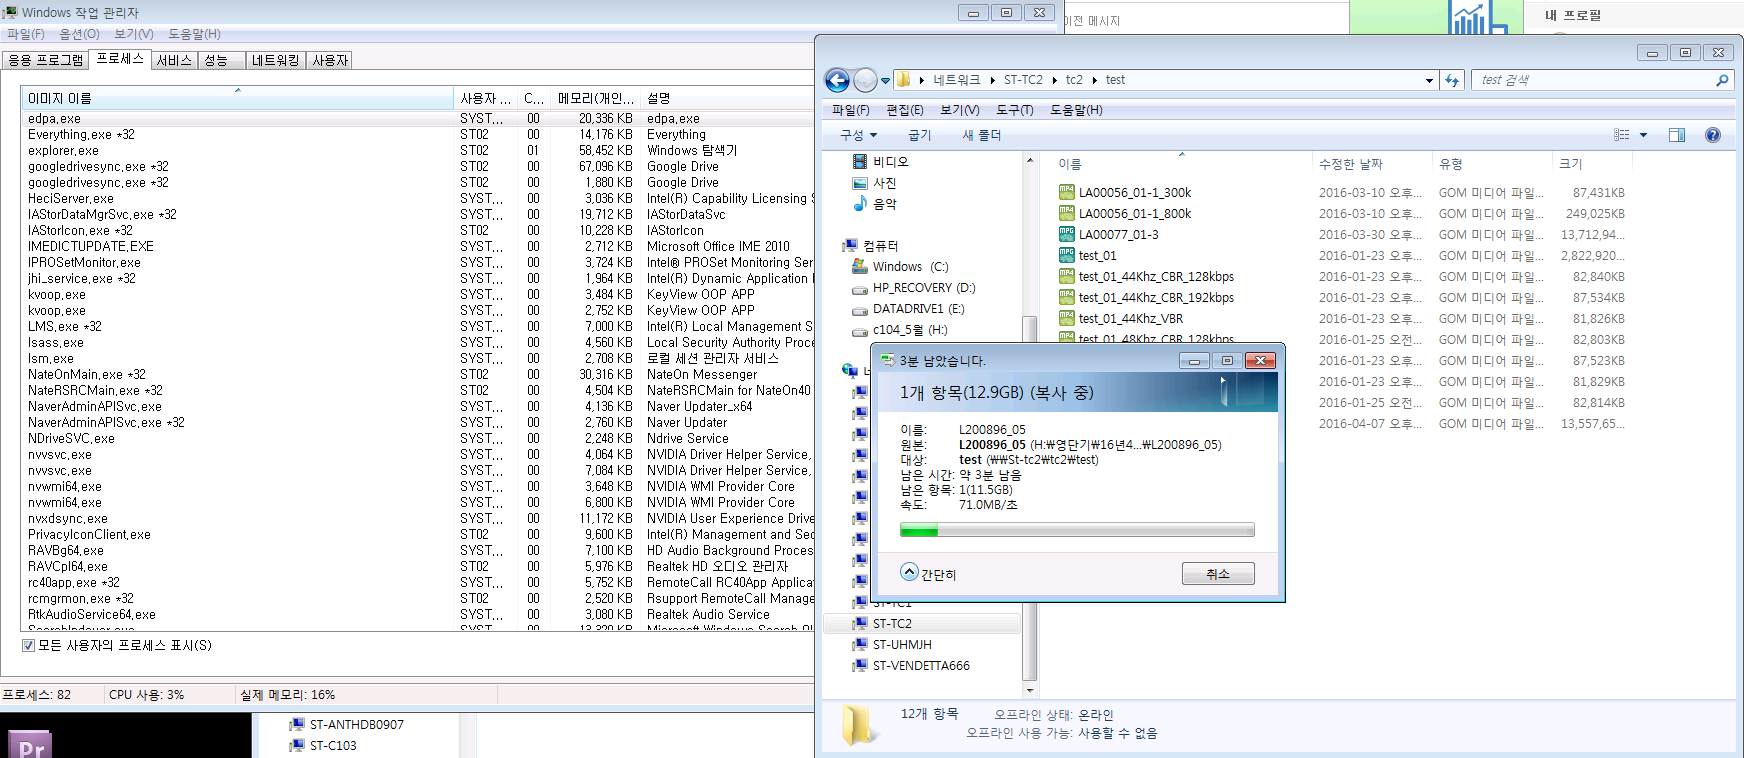 Windows 작업 관리자
파일(F) 옵션(O) 보기(V) 도움말(H)
응용 프로그램 프로세스 서비스 성능 네트워킹 사용자
이미지 이름 사용자 ... C... 메모리(개인... 설명
edpa.exe SYST... 00 20,336 KB edpa.exe
Everything.exe *32 ST02 00 14,176 KB Everything
explorer.exe ST02 01 58,452 KB Windows 탐색기
googledrivesync.exe *32 ST02 00 67,096 KB Google Drive
googledrivesync.exe *32 ST02 00 1,880 KB Google Drive
HeciServer.exe SYST... 00 3,036 KB Intel(R) Capability Licensing S
IAStorDataMgrSvc.exe *32 SYST... 00 19,712 KB IAStorDataSvc
IAStorIcon.exe *32 ST02 00 10,228 KB IAStorIcon
IMEDICTUPDATE.EXE SYST... 00 2,712 KB Microsoft Office IME 2010
IPROSetMonitor.exe SYST... 00 3,724 KB Intel® PROSet Monitoring Ser
jhi_service.exe *32 SYST... 00 1,964 KB Intel(R) Dynamic Application
kvoop.exe SYST... 00 3,484 KB KeyView OOP APP
kvoop.exe SYST... 00 2,752 KB KeyView OOP APP
LMS.exe *32 SYST... 00 7,000 KB Intel(R) Local Management S
lsass.exe SYST... 00 4,560 KB Local Security Authority Proce
lsm.exe SYST... 00 2,708 KB 로컬 세션 관리자 서비스
NateOnMain.exe *32 ST02 00 30,316 KB NateOn Messenger
NateRSRCMain.exe *32 ST02 00 4,504 KB NateRSRCMain for NateOn40
NaverAdminAPISvc.exe SYST... 00 4,136 KB Naver Updater_x64
NaverAdminAPISvc.exe *32 SYST... 00 2,760 KB Naver Updater
NDriveSVC.exe SYST... 00 2,248 KB Ndrive Service
nvvsvc.exe SYST... 00 4,064 KB NVIDIA Driver Helper Service,
nvvsvc.exe SYST... 00 7,084 KB NVIDIA Driver Helper Service,
nvwmi64.exe SYST... 00 3,648 KB NVIDIA WMI Provider Core
nvwmi64.exe SYST... 00 6,800 KB NVIDIA WMI Provider Core
nvxdsync.exe SYST... 00 11,172 KB NVIDIA User Experience Drive
PrivacyIconClient.exe ST02 00 9,600 KB Intel(R) Management and Sec
RAVBg64.exe SYST... 00 7,100 KB HD Audio Background Proces
RAVCpl64.exe ST02 00 5,976 KB Realtek HD 오디오 관리자
rc40app.exe *32 SYST... 00 5,752 KB RemoteCall RC40App Applicat
rcmgrmon.exe *32 ST02 00 2,520 KB Rsupport RemoteCall Manage
RtkAudioService64.exe SYST... 00 3,080 KB Realtek Audio Service
모든 사용자의 프로세스 표시(S)
프로세스: 82 CPU 사용: 3% 실제 메모리: 16%
Pr
ST-ANTHDB0907
ST-C103
이전 메시지
내 프로필
네트워크 ST-TC2 tc2 test
test 검색
파일(F) 편집(E) 보기(V) 도구(T) 도움말(H)
구성 굽기 새 폴더
비디오
사진
음악
컴퓨터
Windows (C:)
HP_RECOVERY (D:)
DATADRIVE1 (E:)
c104_5월 (H:)
ST-TC1
ST-TC2
ST-UHMJH
ST-VENDETTA666
이름 수정한 날짜 유형 크기
LA00056_01-1_300k 2016-03-10 오후... GOM 미디어 파일... 87,431KB
LA00056_01-1_800k 2016-03-10 오후... GOM 미디어 파일... 249,025KB
LA00077_01-3 2016-03-30 오후... GOM 미디어 파일... 13,712,94...
test_01 2016-01-23 오후... GOM 미디어 파일... 2,822,920...
test_01_44Khz_CBR_128kbps 2016-01-23 오후... GOM 미디어 파일... 82,840KB
test_01_44Khz_CBR_192kbps 2016-01-23 오후... GOM 미디어 파일... 87,534KB
test_01_44Khz_VBR 2016-01-23 오후... GOM 미디어 파일... 81,826KB
test_01_48Khz_CBR_128kbps 2016-01-25 오전... GOM 미디어 파일... 82,803KB
2016-01-23 오후... GOM 미디어 파일... 87,523KB
2016-01-23 오후... GOM 미디어 파일... 81,829KB
2016-01-25 오전... GOM 미디어 파일... 82,814KB
2016-04-07 오후... GOM 미디어 파일... 13,557,65...
3분 남았습니다.
1개 항목(12.9GB) (복사 중)
이름: L200896_05
원본: L200896_05 (H:₩영단기₩16년4...₩L200896_05)
대상: test (₩₩St-tc2₩tc2₩test)
남은 시간: 약 3분 남음
남은 항목: 1(11.5GB)
속도: 71.0MB/초
간단히
취소
12개 항목 오프라인 상태: 온라인
오프라인 사용 가능: 사용할 수 없음